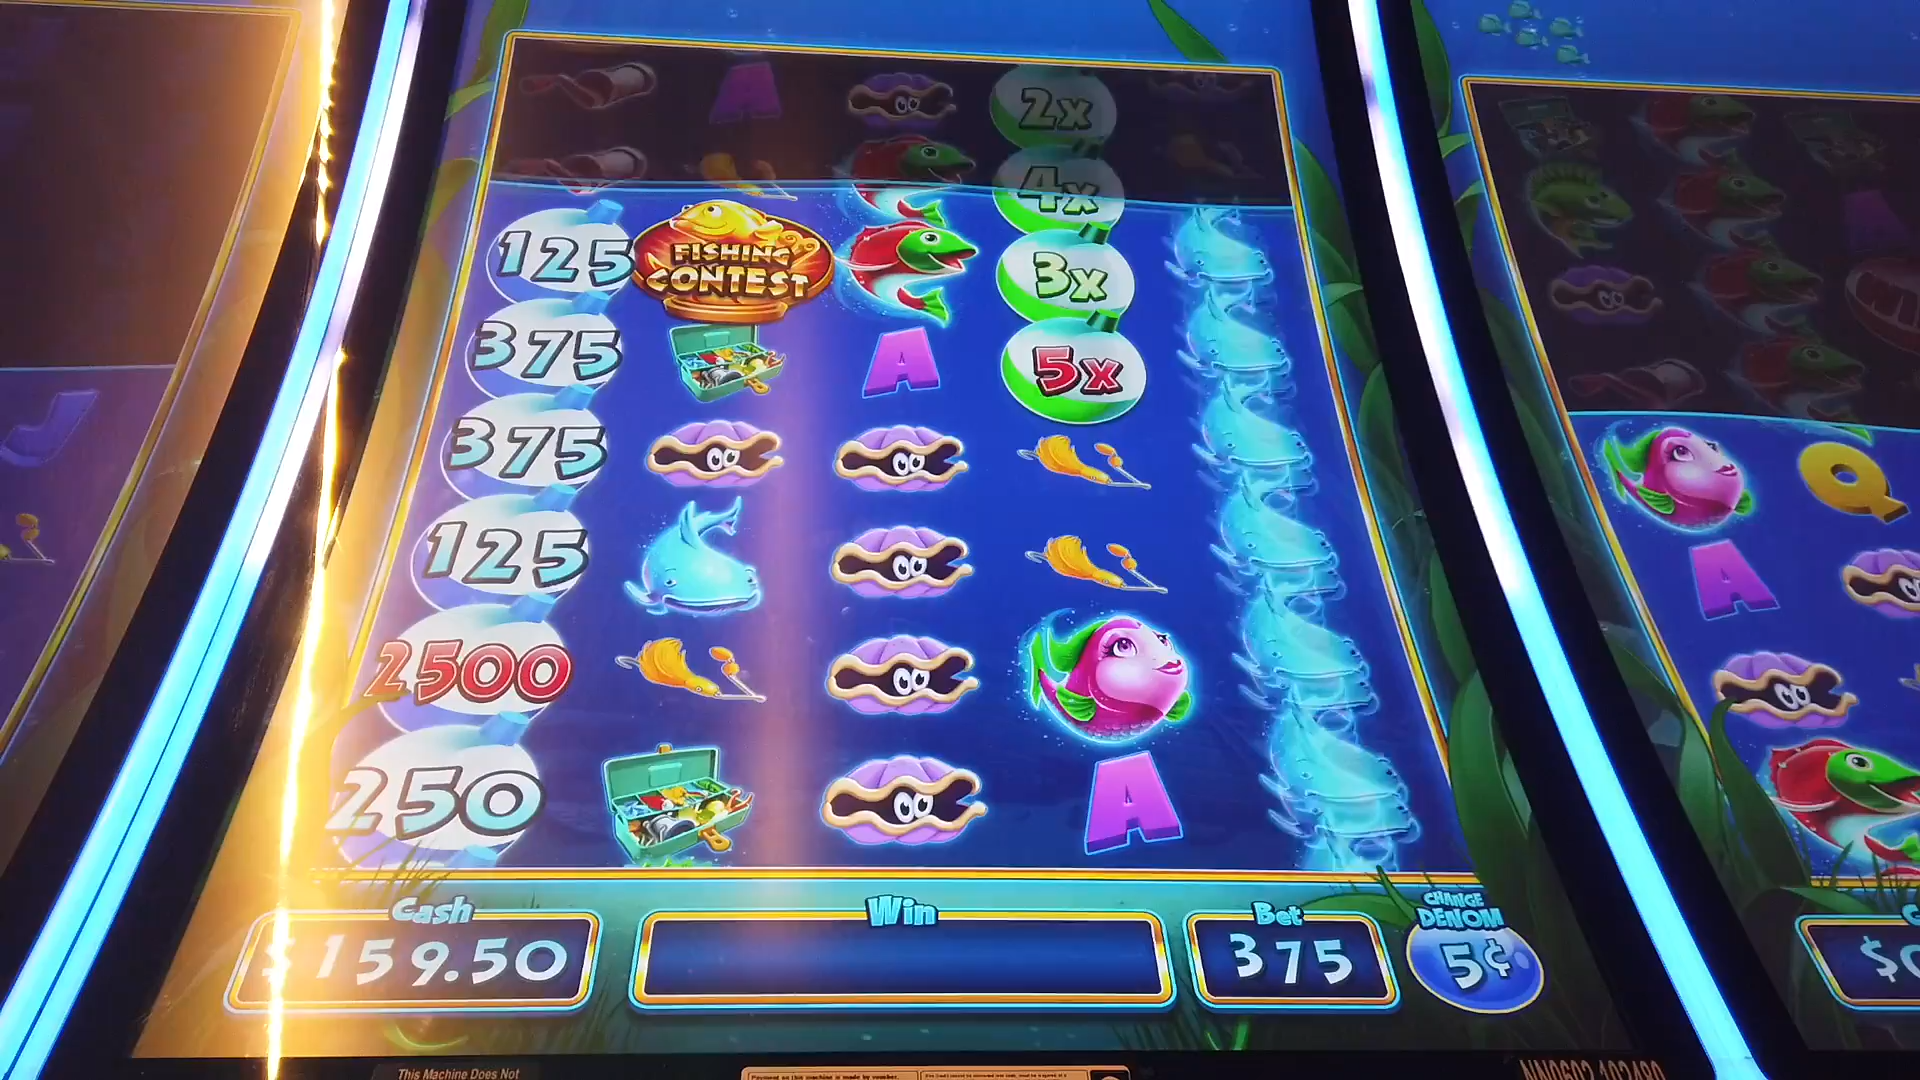 A
2x
4x
125
FISHING
CONTEST
3x
375
A
5x
375
Q
125
A
2500
250
A
Cash
Win
Bet
CHANGE
DENOM
$159.50
375
5¢
This Machine Does Not